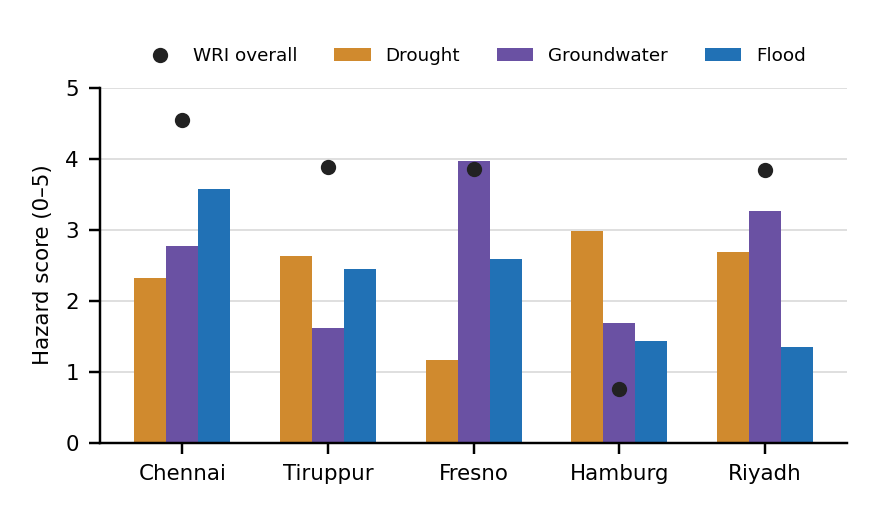 WRI overall Drought Groundwater Flood
Hazard score (0–5)
5
4
3
2
1
0
Chennai Tiruppur Fresno Hamburg Riyadh